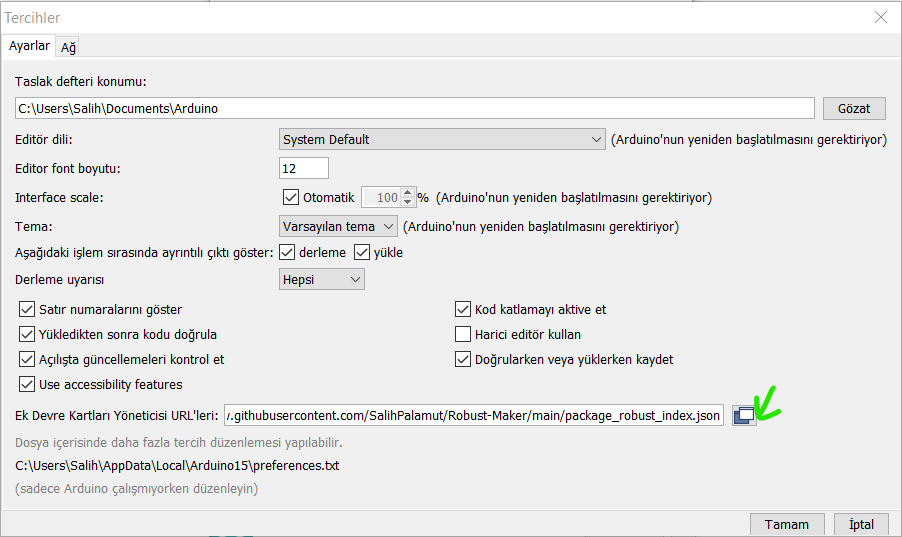 Tercihler
Ayarlar Ağ
Taslak defteri konumu:
C:\Users\Salih\Documents\Arduino Gözat
Editör dili: System Default (Arduino'nun yeniden başlatılmasını gerektiriyor)
Editor font boyutu: 12
Interface scale: Otomatik 100 % (Arduino'nun yeniden başlatılmasını gerektiriyor)
Tema: Varsayılan tema (Arduino'nun yeniden başlatılmasını gerektiriyor)
Aşağıdaki işlem sırasında ayrıntılı çıktı göster: derleme yükle
Derleme uyarısı Hepsi
Satır numaralarını göster Kod katlamayı aktive et
Yükledikten sonra kodu doğrula Harici editör kullan
Açılışta güncellemeleri kontrol et Doğrularken veya yüklerken kaydet
Use accessibility features
Ek Devre Kartları Yöneticisi URL'leri: .githubusercontent.com/SalihPalamut/Robust-Maker/main/package_robust_index.json
Dosya içerisinde daha fazla tercih düzenlemesi yapılabilir.
C:\Users\Salih\AppData\Local\Arduino15\preferences.txt
(sadece Arduino çalışmıyorken düzenleyin)
Tamam İptal